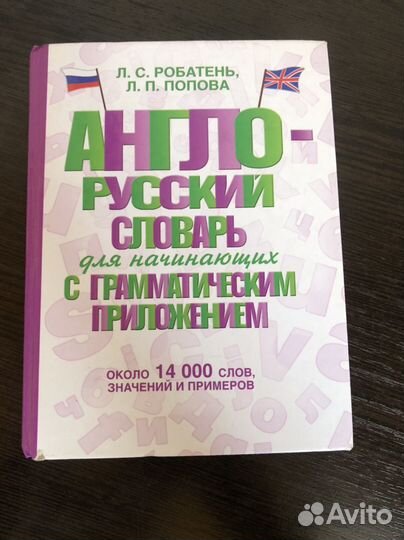 Л. С. РОБАТЕНЬ,
Л. П. ПОПОВА
АНГЛО-
РУССКИЙ
СЛОВАРЬ
для начинающих
С ГРАММАТИЧЕСКИМ
ПРИЛОЖЕНИЕМ
ОКОЛО 14 000 СЛОВ,
ЗНАЧЕНИЙ И ПРИМЕРОВ
Avito